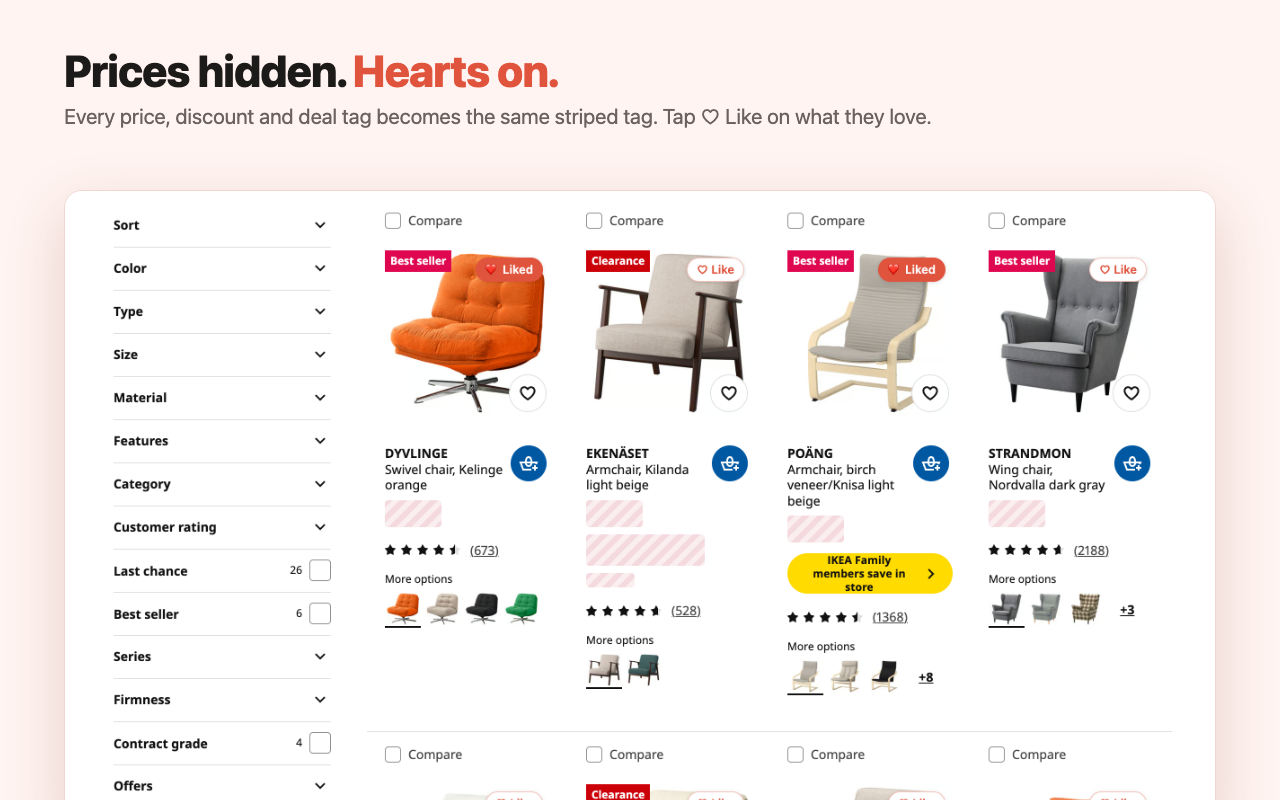 Prices hidden. Hearts on.
Every price, discount and deal tag becomes the same striped tag. Tap ♡ Like on what they love.
Sort
Color
Type
Size
Material
Features
Category
Customer rating
Last chance 26
Best seller 6
Series
Firmness
Contract grade 4
Offers
Compare
Best seller
Liked
DYVLINGE
Swivel chair, Kelinge
orange
(673)
More options
Compare
Clearance
Like
EKENÄSET
Armchair, Kilanda
light beige
(528)
More options
Compare
Best seller
Liked
POÄNG
Armchair, birch
veneer/Knisa light
beige
IKEA Family
members save in
store
(1368)
More options
+8
Compare
Best seller
Like
STRANDMON
Wing chair,
Nordvalla dark gray
(2188)
More options
+3
Compare
Compare
Clearance
Compare
Compare